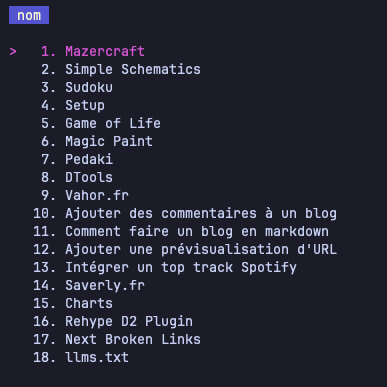 nom
> 1. Mazercraft
2. Simple Schematics
3. Sudoku
4. Setup
5. Game of Life
6. Magic Paint
7. Pedaki
8. DTools
9. Vahor.fr
10. Ajouter des commentaires à un blog
11. Comment faire un blog en markdown
12. Ajouter une prévisualisation d'URL
13. Intégrer un top track Spotify
14. Saverly.fr
15. Charts
16. Rehype D2 Plugin
17. Next Broken Links
18. llms.txt